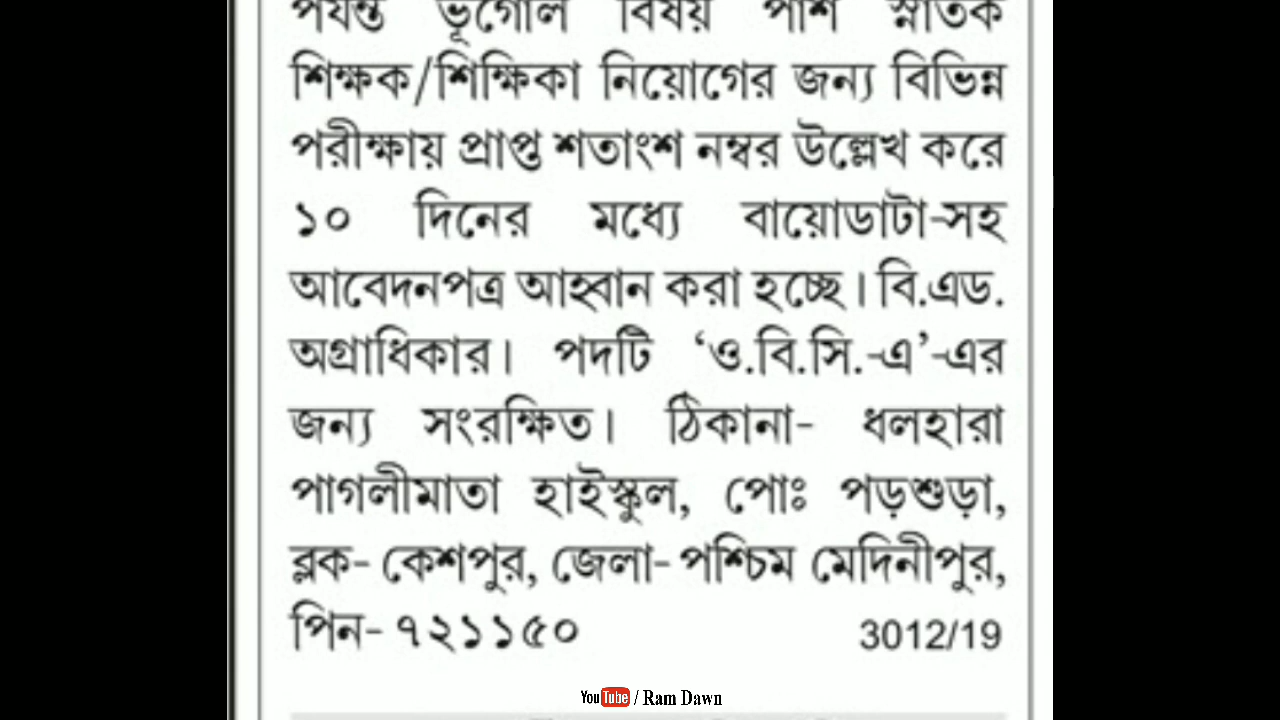 পর্যন্ত ভূগোল বিষয় পাশ স্নাতক
শিক্ষক/শিক্ষিকা নিয়োগের জন্য বিভিন্ন
পরীক্ষায় প্রাপ্ত শতাংশ নম্বর উল্লেখ করে
১০ দিনের মধ্যে বায়োডাটা-সহ
আবেদনপত্র আহ্বান করা হচ্ছে। বি.এড.
অগ্রাধিকার। পদটি ‘ও.বি.সি.-এ’-এর
জন্য সংরক্ষিত। ঠিকানা- ধলহারা
পাগলীমাতা হাইস্কুল, পোঃ পড়শুড়া,
ব্লক- কেশপুর, জেলা- পশ্চিম মেদিনীপুর,
পিন- ৭২১১৫০ 3012/19
YouTube / Ram Dawn